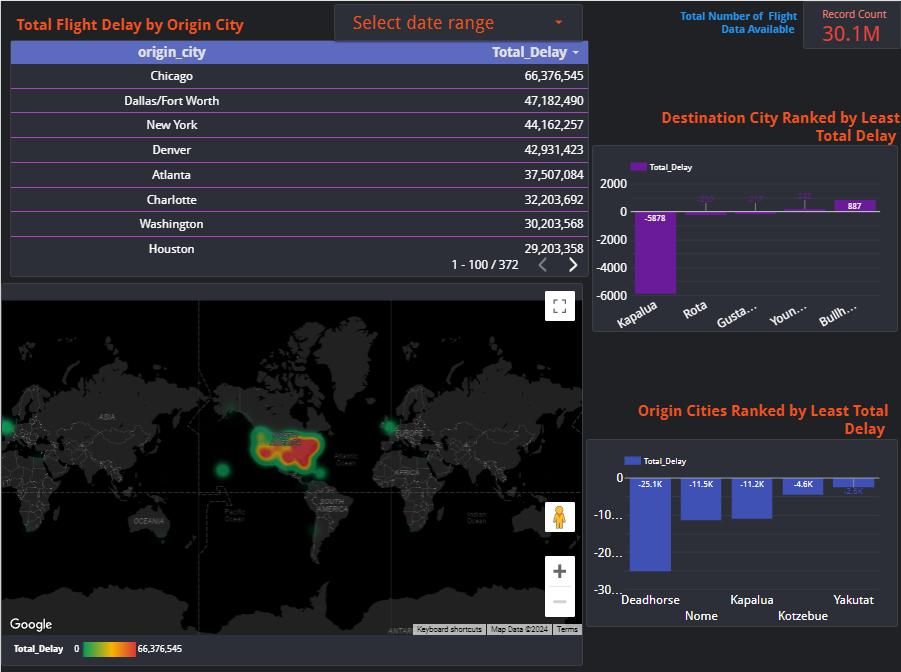 Total Flight Delay by Origin City
Select date range
Total Number of Flight
Data Available
Record Count
30.1M
origin_city Total_Delay
Chicago 66,376,545
Dallas/Fort Worth 47,182,490
New York 44,162,257
Denver 42,931,423
Atlanta 37,507,084
Charlotte 32,203,692
Washington 30,203,568
Houston 29,203,358
1 - 100 / 372
Destination City Ranked by Least
Total Delay
Total_Delay
2000
0
-2000
-4000
-6000
-5878
887
Kapalua
Rota
Gusta...
Youn...
Bullh...
ASIA
OCEANIA
Pacific
Ocean
Atlantic
Ocean
SOUTH
AMERICA
EUROPE
AFRICA
Indian
Ocean
Google
Keyboard shortcuts
Map Data ©2024
Terms
Total_Delay 0 66,376,545
Origin Cities Ranked by Least Total
Delay
Total_Delay
0
-10...
-20...
-30...
-25.1K
-11.5K
-11.2K
-4.6K
-2.6K
Deadhorse
Nome
Kapalua
Kotzebue
Yakutat